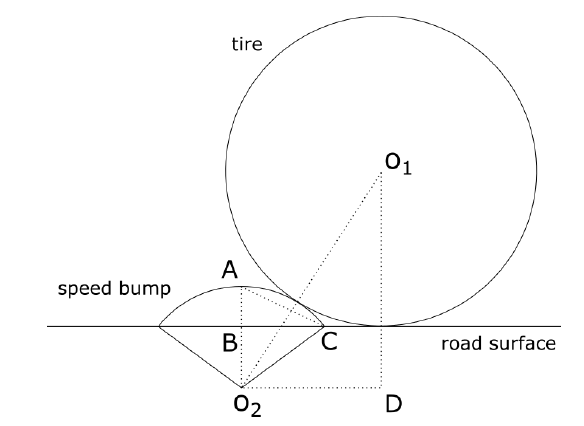 tire
O1
A
speed bump
B
C
road surface
O2
D